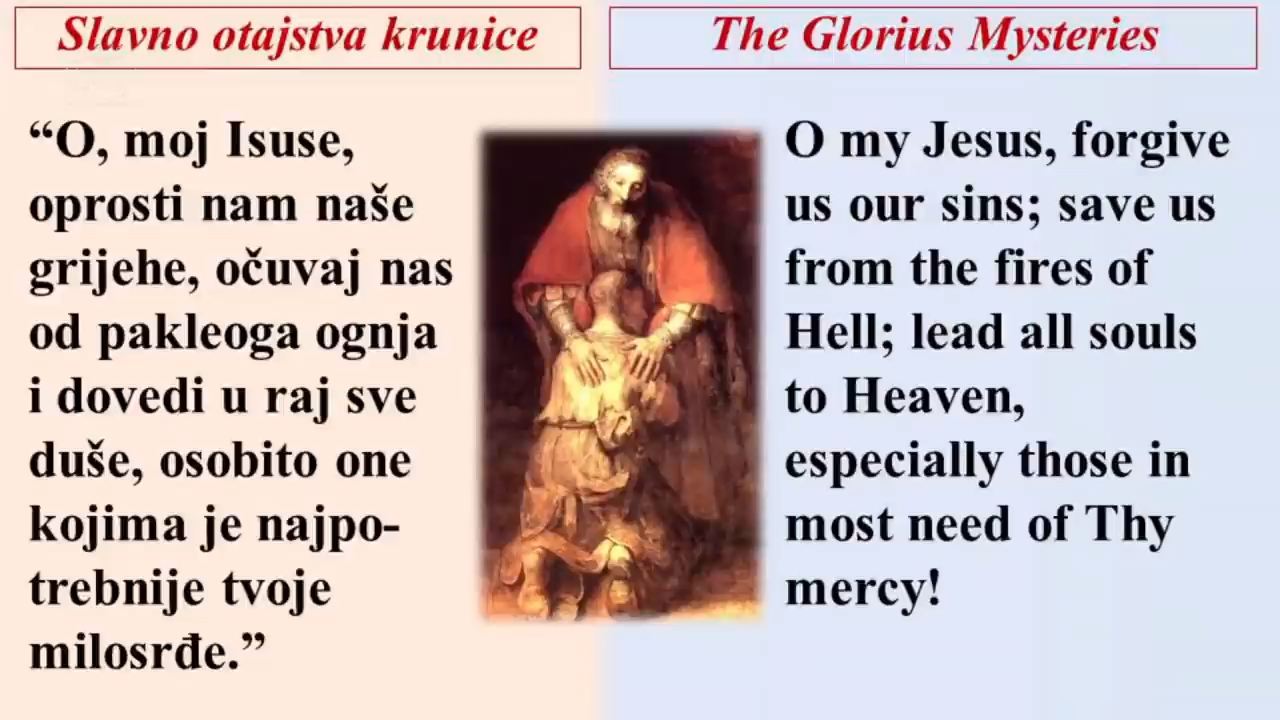 Slavno otajstva krunice
“O, moj Isuse,
oprosti nam naše
grijehe, očuvaj nas
od pakleoga ognja
i dovedi u raj sve
duše, osobito one
kojima je najpo-
trebnije tvoje
milosrđe.”
The Glorius Mysteries
O my Jesus, forgive
us our sins; save us
from the fires of
Hell; lead all souls
to Heaven,
especially those in
most need of Thy
mercy!